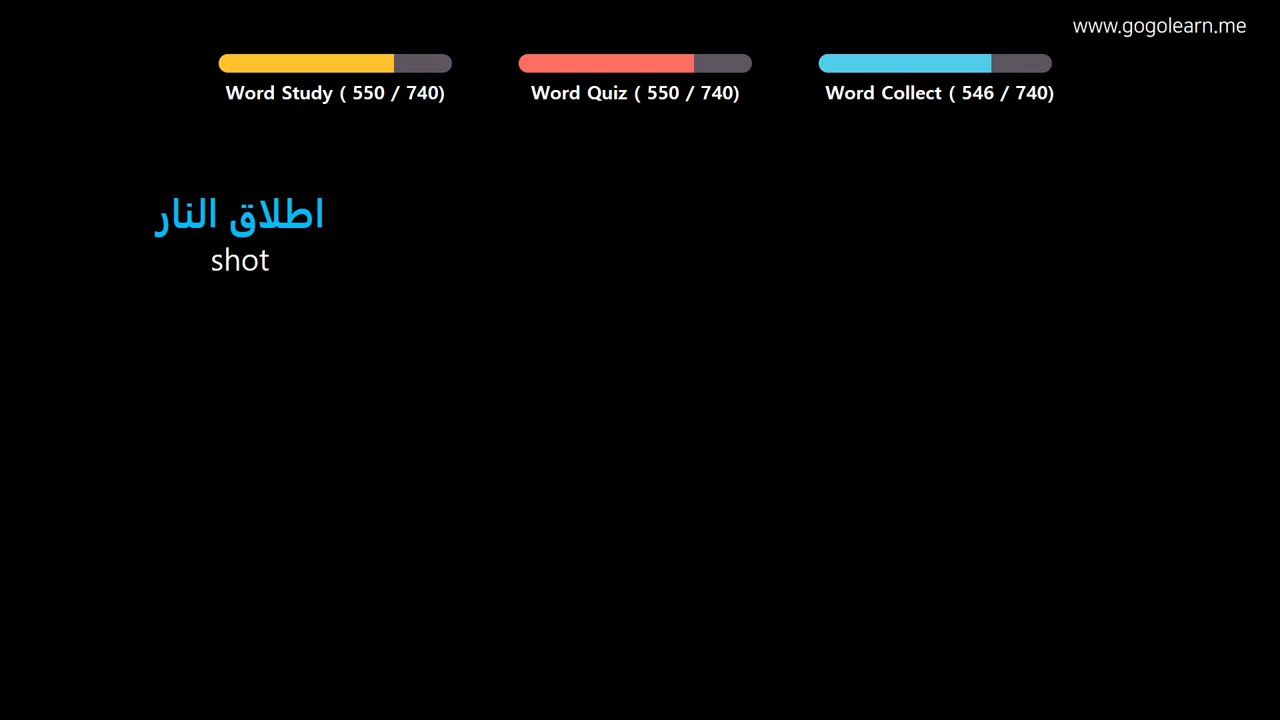 www.gogolearn.me
Word Study ( 550 / 740)
Word Quiz ( 550 / 740)
Word Collect ( 546 / 740)
اطلاق النار
shot